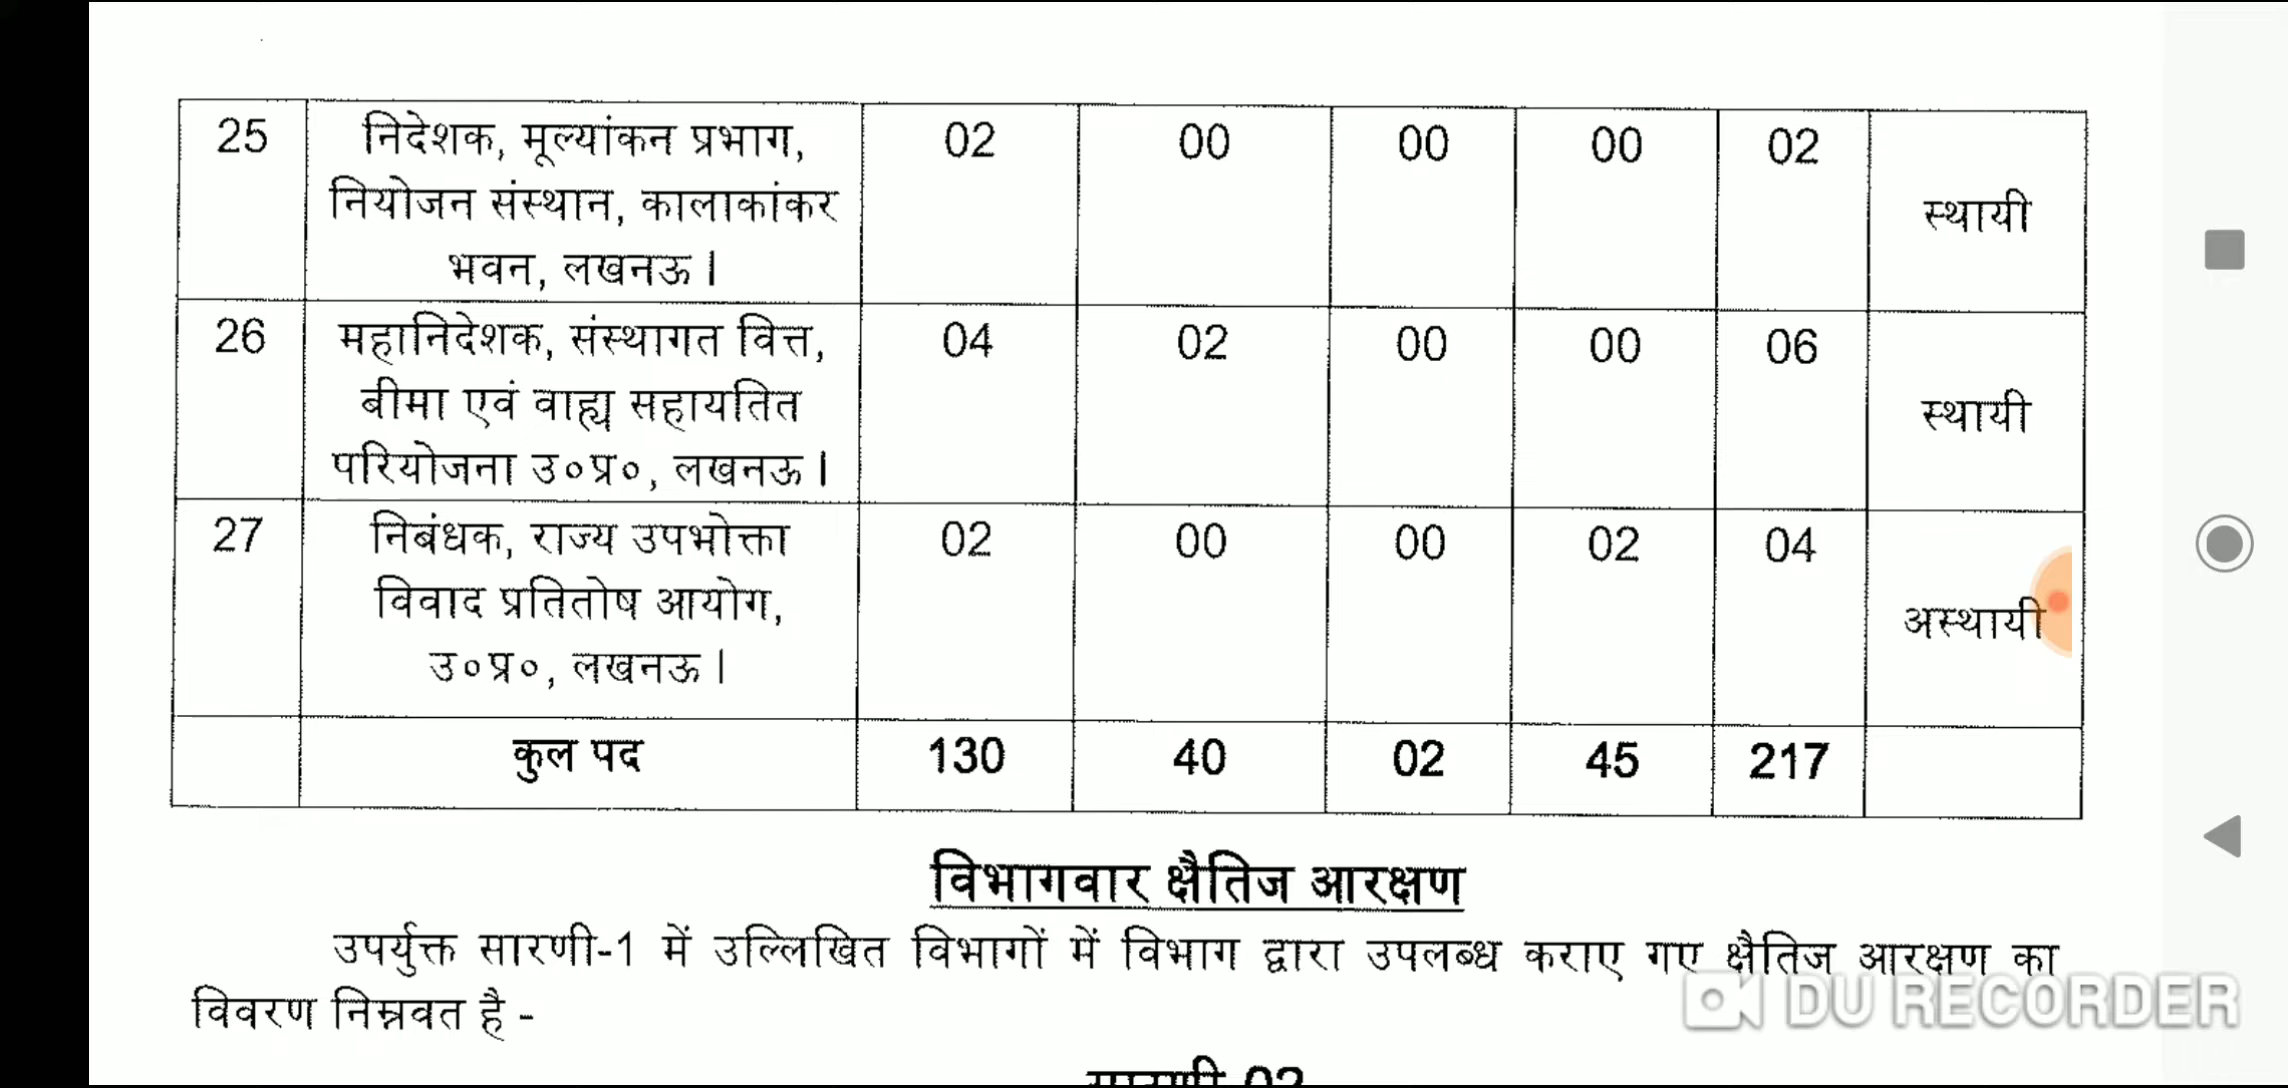 25 निदेशक, मूल्यांकन प्रभाग, 02 00 00 00 02
नियोजन संस्थान, कालाकांकर स्थायी
भवन, लखनऊ।
26 महानिदेशक, संस्थागत वित्त, 04 02 00 00 06
बीमा एवं वाह्य सहायतित स्थायी
परियोजना उ०प्र०, लखनऊ।
27 निबंधक, राज्य उपभोक्ता 02 00 00 02 04
विवाद प्रतितोष आयोग, अस्थायी
उ०प्र०, लखनऊ।
कुल पद 130 40 02 45 217
विभागवार क्षैतिज आरक्षण
उपर्युक्त सारणी-1 में उल्लिखित विभागों में विभाग द्वारा उपलब्ध कराए गए क्षैतिज आरक्षण का
विवरण निम्नवत है -
DU RECORDER